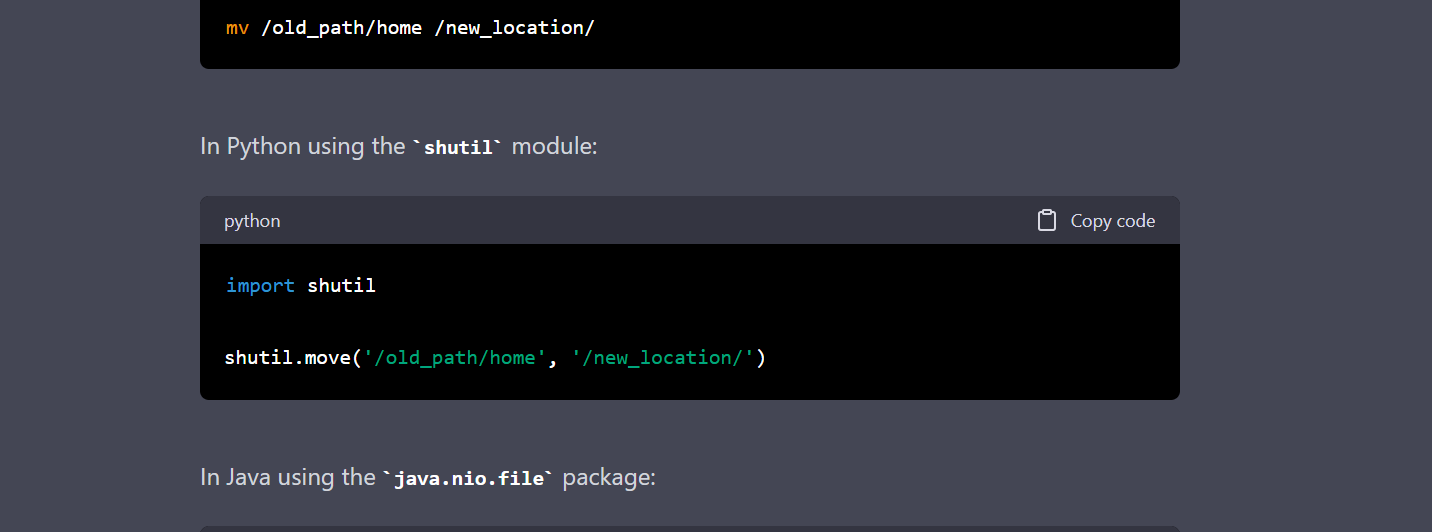 mv /old_path/home /new_location/
In Python using the `shutil` module:
python
Copy code
import shutil
shutil.move('/old_path/home', '/new_location/')
In Java using the `java.nio.file` package: